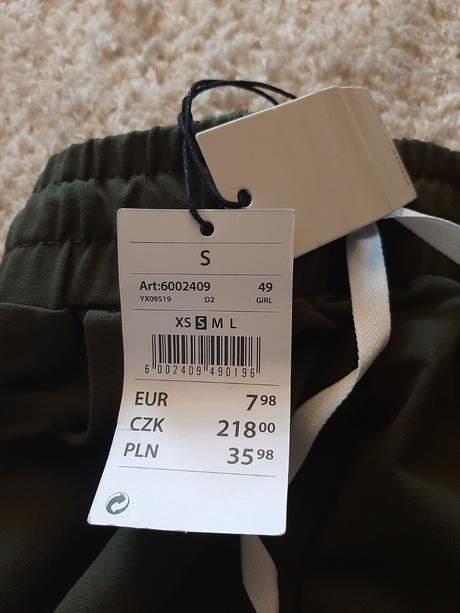 S
Art:6002409 49
YX09519 D2 GIRL
XS S M L
6 002409 490196
EUR 7 98
CZK 218 00
PLN 35 98